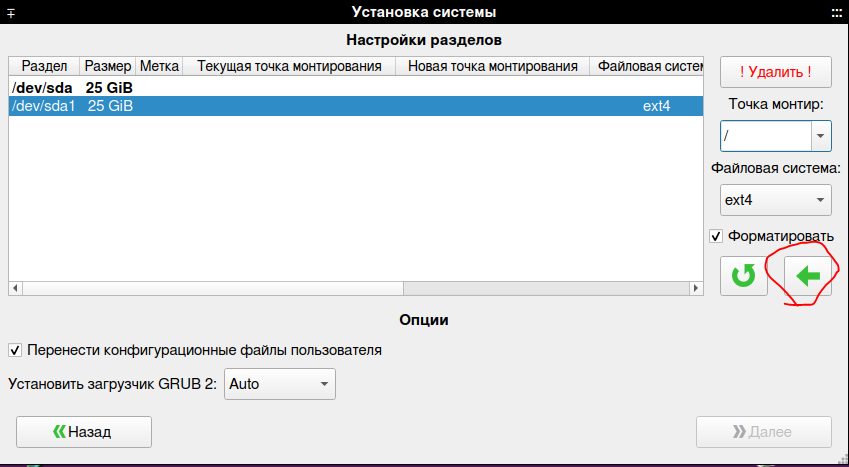 Установка системы
Настройки разделов
Раздел Размер Метка Текущая точка монтирования Новая точка монтирования Файловая систем
! Удалить !
/dev/sda 25 GiB
/dev/sda1 25 GiB ext4
Точка монтир:
/
Файловая система:
ext4
Форматировать
Опции
Перенести конфигурационные файлы пользователя
Установить загрузчик GRUB 2: Auto
Назад
Далее